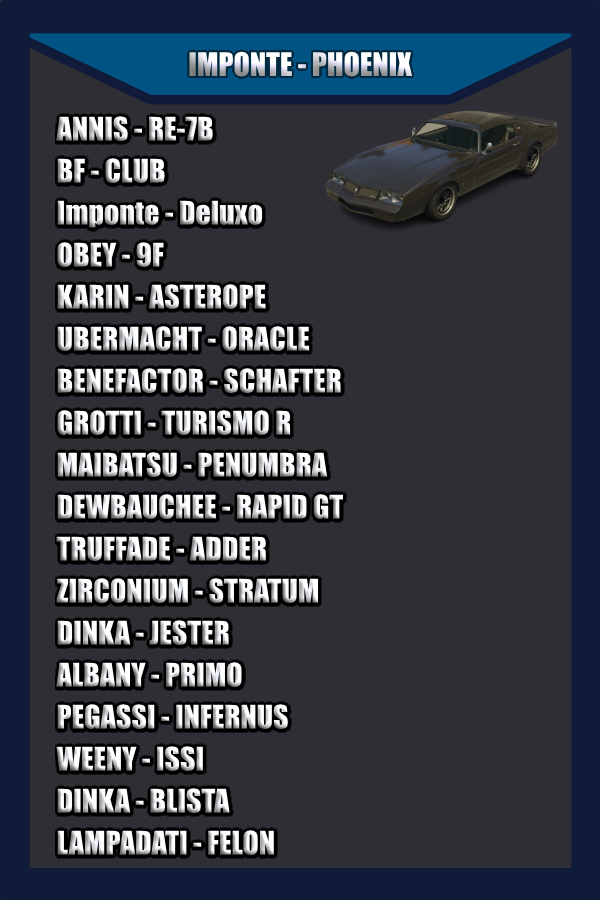 IMPONTE - PHOENIX
ANNIS - RE-7B
BF - CLUB
Imponte - Deluxo
OBEY - 9F
KARIN - ASTEROPE
UBERMACHT - ORACLE
BENEFACTOR - SCHAFTER
GROTTI - TURISMO R
MAIBATSU - PENUMBRA
DEWBAUCHEE - RAPID GT
TRUFFADE - ADDER
ZIRCONIUM - STRATUM
DINKA - JESTER
ALBANY - PRIMO
PEGASSI - INFERNUS
WEENY - ISSI
DINKA - BLISTA
LAMPADATI - FELON